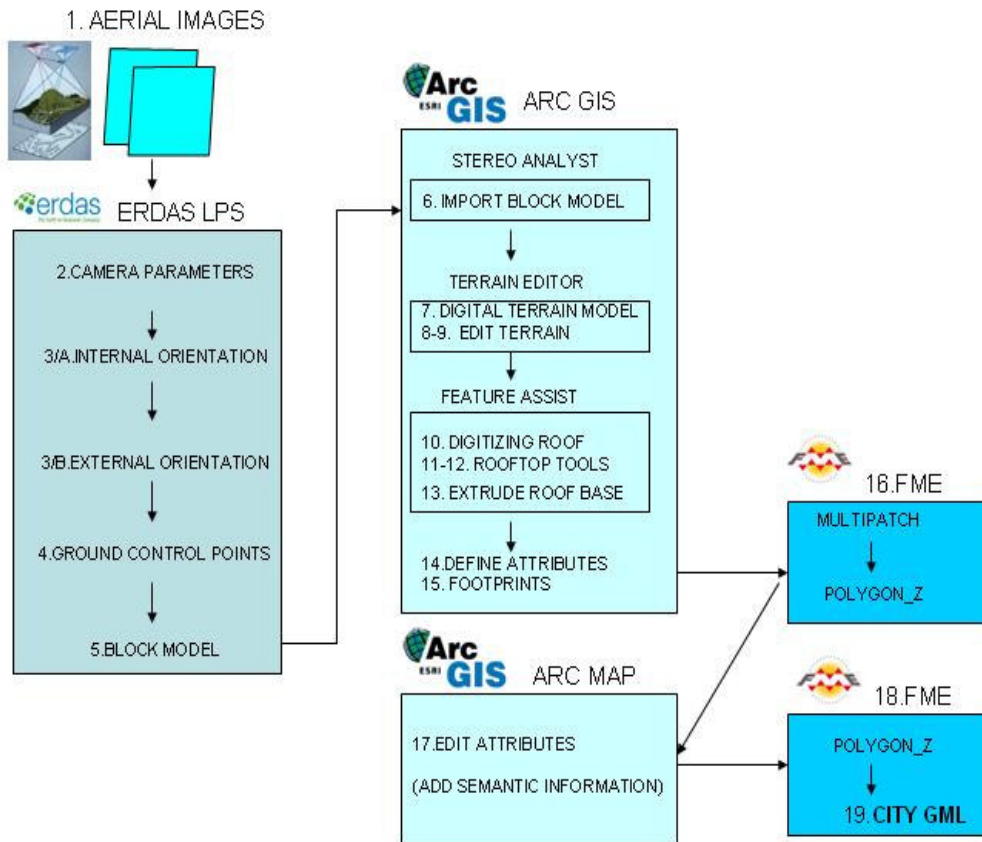 1. AERIAL IMAGES
erdas
ERDAS LPS
2.CAMERA PARAMETERS
3/A.INTERNAL ORIENTATION
3/B.EXTERNAL ORIENTATION
4.GROUND CONTROL POINTS
5.BLOCK MODEL
Arc
ESRI GIS
ARC GIS
STEREO ANALYST
6. IMPORT BLOCK MODEL
TERRAIN EDITOR
7. DIGITAL TERRAIN MODEL
8-9. EDIT TERRAIN
FEATURE ASSIST
10. DIGITIZING ROOF
11-12. ROOFTOP TOOLS
13. EXTRUDE ROOF BASE
14.DEFINE ATTRIBUTES
15. FOOTPRINTS
FME
16.FME
MULTIPATCH
POLYGON_Z
Arc
ESRI GIS
ARC MAP
17.EDIT ATTRIBUTES
(ADD SEMANTIC INFORMATION)
FME
18.FME
POLYGON_Z
19.CITY GML